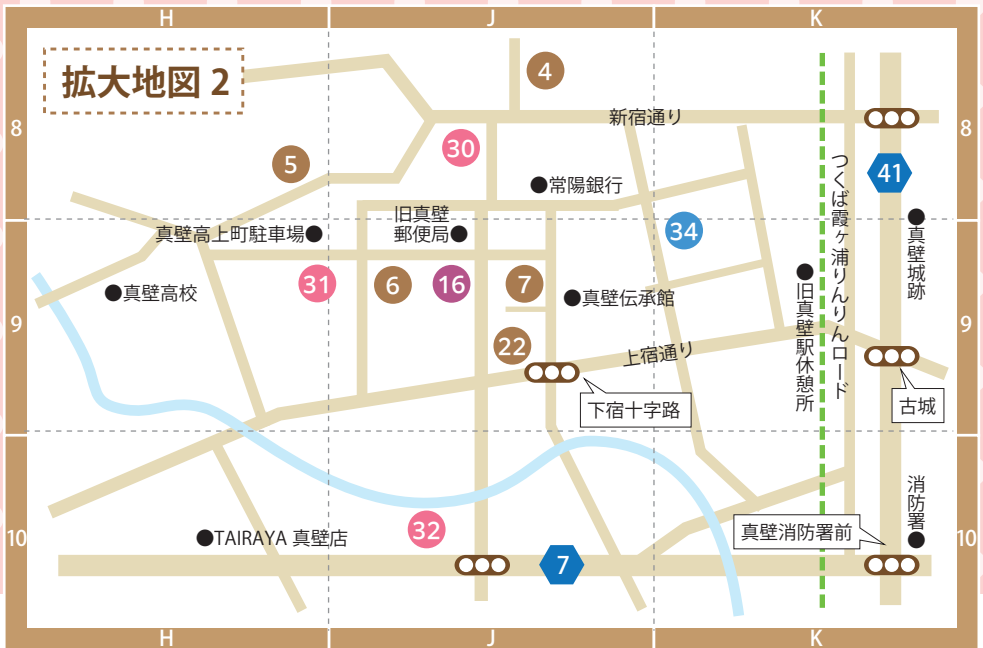 H
J
K
拡大地図 2
4
新宿通り
8
8
30
5
41
常陽銀行
つくば霞ヶ浦りんりんロード
旧真壁
郵便局
34
真壁高上町駐車場
真壁城跡
31
6
16
7
真壁高校
真壁伝承館
旧真壁駅休憩所
9
9
22
上宿通り
下宿十字路
古城
消防署
真壁消防署前
32
10
TAIRAYA 真壁店
10
7
H
J
K